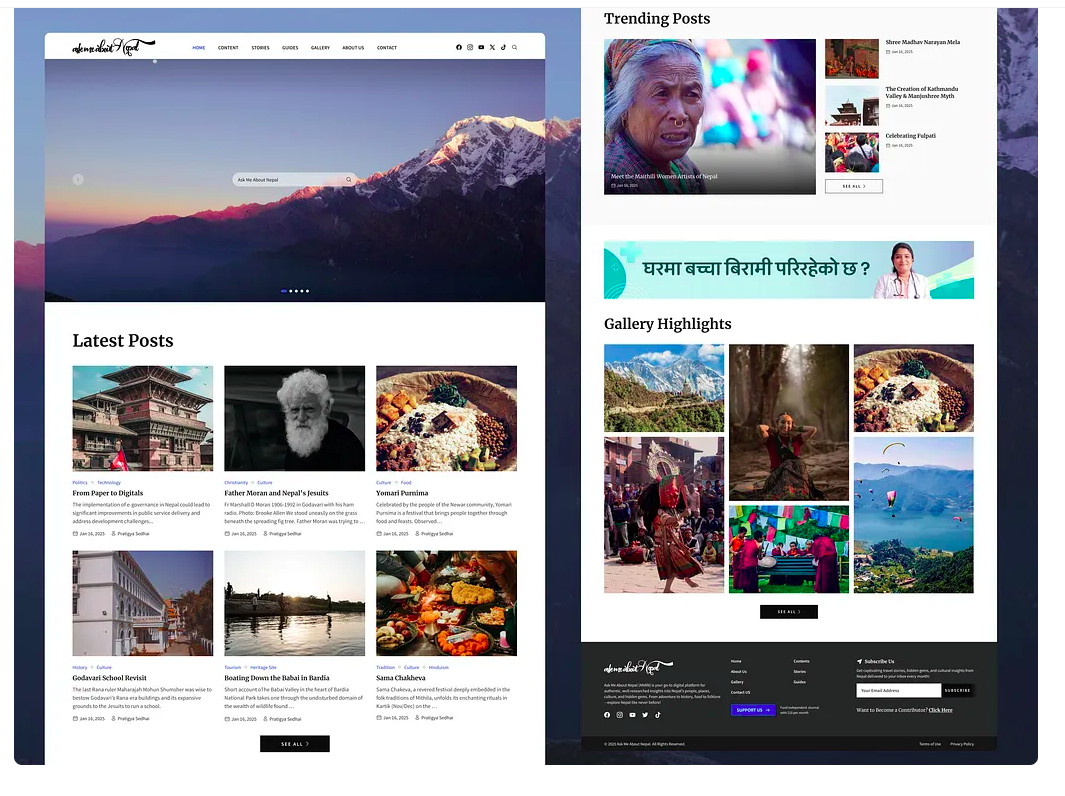 ask me about Nepal
HOME CONTENT STORIES GUIDES GALLERY ABOUT US CONTACT
Ask Me About Nepal
Latest Posts
Politics Technology
From Paper to Digitals
The implementation of e-governance in Nepal could lead to
significant improvements in public service delivery and
address development challenges...
Jan 16, 2025 Pratigya Sedhai
Christianity Culture
Father Moran and Nepal's Jesuits
Fr Marshall D Moran 1906-1992 in Godavari with his ham
radio. Photo: Brooke Allen We stood uneasily on the grass
beneath the spreading fig tree. Father Moran was trying to ...
Jan 16, 2025 Pratigya Sedhai
Culture Food
Yomari Purnima
Celebrated by the people of the Newar community, Yomari
Purnima is a festival that brings people together through
food and feasts. Observed...
Jan 16, 2025 Pratigya Sedhai
History Culture
Godavari School Revisit
The last Rana ruler Maharajah Mohun Shumsher was wise to
bestow Godavari's Rana-era buildings and its expansive
grounds to the Jesuits to run a school.
Jan 16, 2025 Pratigya Sedhai
Tourism Heritage Site
Boating Down the Babai in Bardia
Short account oThe Babai Valley in the heart of Bardia
National Park takes one through the undisturbed domain of
the wealth of wildlife found ...
Jan 16, 2025 Pratigya Sedhai
Tradition Culture Hinduism
Sama Chakheva
Sama Chakeva, a revered festival deeply embedded in the
folk traditions of Mithila, unfolds its enchanting rituals in
Kartik (Nov/Dec) on the ...
Jan 16, 2025 Pratigya Sedhai
SEE ALL
Trending Posts
Meet the Maithili Women Artists of Nepal
Jan 16, 2025
Shree Madhav Narayan Mela
Jan 16, 2025
The Creation of Kathmandu
Valley & Manjushree Myth
Jan 16, 2025
Celebrating Fulpati
Jan 16, 2025
SEE ALL
घरमा बच्चा बिरामी परिरहेको छ ?
Gallery Highlights
SEE ALL
ask me about Nepal
Ask Me About Nepal (AMAN) is your go-to digital platform for
authentic, well-researched insights into Nepal's people, places,
culture, and hidden gems. From adventure to history, food to folklore
—explore Nepal like never before!
Home
About Us
Gallery
Contact US
Contents
Stories
Guides
SUPPORT US
Fund independent Journal
with $10 per month
Subscribe Us
Get captivating travel stories, hidden gems, and cultural insights from
Nepal delivered to your inbox every month!
Your Email Address SUBSCRIBE
Want to Become a Contributor? Click Here
© 2025 Ask Me About Nepal. All Rights Reserved.
Terms of Use Privacy Policy